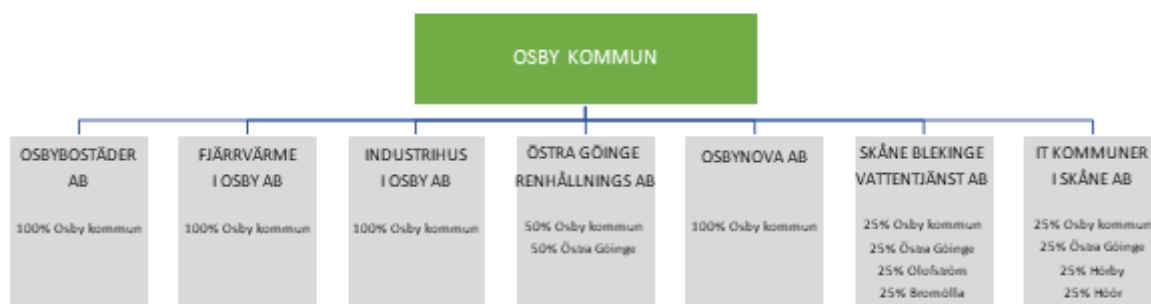 OSBY KOMMUN
OSBYBOSTÄDER
AB
100% Osby kommun
FJÄRRVÄRME
I OSBY AB
100% Osby kommun
INDUSTRIHUS
I OSBY AB
100% Osby kommun
ÖSTRA GÖINGE
RENHÅLLNINGS AB
50% Osby kommun
50% Östra Göinge
OSBYNOVA AB
100% Osby kommun
SKÅNE BLEKINGE
VATTENTJÄNST AB
25% Osby kommun
25% Östra Göinge
25% Olofström
25% Bromölla
IT KOMMUNER
I SKÅNE AB
25% Osby kommun
25% Östra Göinge
25% Hörby
25% Höör